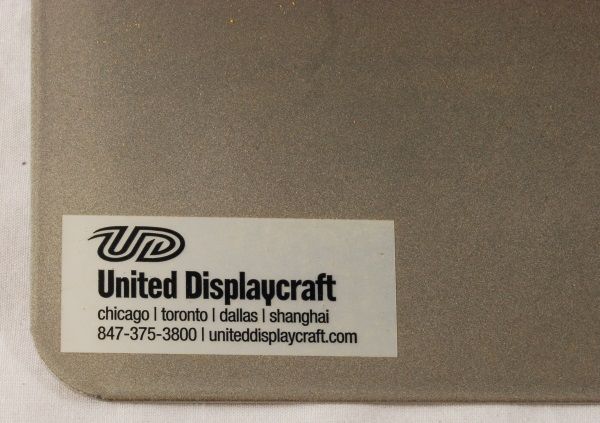 UD
United Displaycraft
chicago | toronto | dallas | shanghai
847-375-3800 | uniteddisplaycraft.com